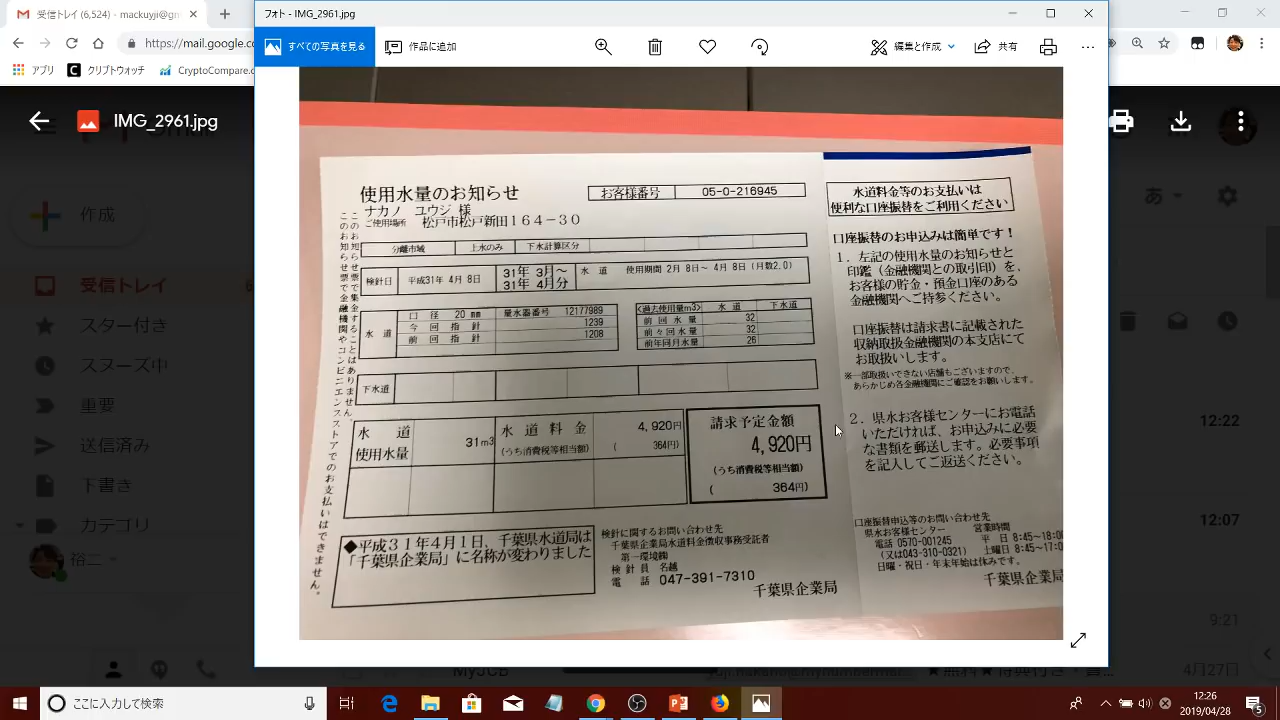 受信トレイ (6,524) - mackuyji@gm
フォト - IMG_2961.jpg
https://mail.google.co
すべての写真を見る
作品に追加
編集と作成
共有
アプリ
クリプトウォッチ
CryptoCompare
IMG_2961.jpg
作成
受信トレイ
スター付き
スヌーズ中
重要
送信済み
下書き
カテゴリ
裕二
あ
12:22
12:07
9:21
4月27日
MyJCB
使用水量のお知らせ
お客様番号 05-0-216945
ナカノ ユウジ 様
ご使用場所 松戸市松戸新田164-30
このお知らせ票で集金することはありません。
このお知らせ票で金融機関やコンビニエンスストアでのお支払いはできません。
分離市域 上水のみ 下水計算区分
検針日 平成31年 4月 8日 31年 3月~ 31年 4月分 水道 使用期間 2月 8日~ 4月 8日 (月数2.0)
水道
口径 20 mm 量水器番号 12177989
今回指針 1239
前回指針 1208
<過去使用量m3> 水道 下水道
前回水量 32
前々回水量 32
前年同月水量 26
下水道
水道使用水量 31m3
水道料金 4,920円
(うち消費税等相当額) ( 364円)
請求予定金額
4,920円
(うち消費税等相当額)
( 364円)
◆平成31年4月1日、千葉県水道局は
「千葉県企業局」に名称が変わりました
検針に関するお問い合わせ先
千葉県企業局水道料金徴収事務受託者
第一環境㈱
検針員 名越
電話 047-391-7310
千葉県企業局
水道料金等のお支払いは
便利な口座振替をご利用ください
口座振替のお申込みは簡単です!
1. 左記の使用水量のお知らせと
印鑑(金融機関との取引印)を、
お客様の貯金・預金口座のある
金融機関へご持参ください。
口座振替は請求書に記載された
収納取扱金融機関の本支店にて
お取扱いします。
※一部取扱いできない店舗もございますので、
あらかじめ各金融機関にご確認をお願いします。
2. 県水お客様センターにお電話
いただければ、お申込みに必要
な書類を郵送します。必要事項
を記入してご返送ください。
口座振替申込等のお問い合わせ先
県水お客様センター 営業時間
電話 0570-001245 平日 8:45~18:00
(又は043-310-0321) 土曜日 8:45~17:00
日曜・祝日・年末年始は休みです。
千葉県企業局
ここに入力して検索
12:26
2019/04/28
5